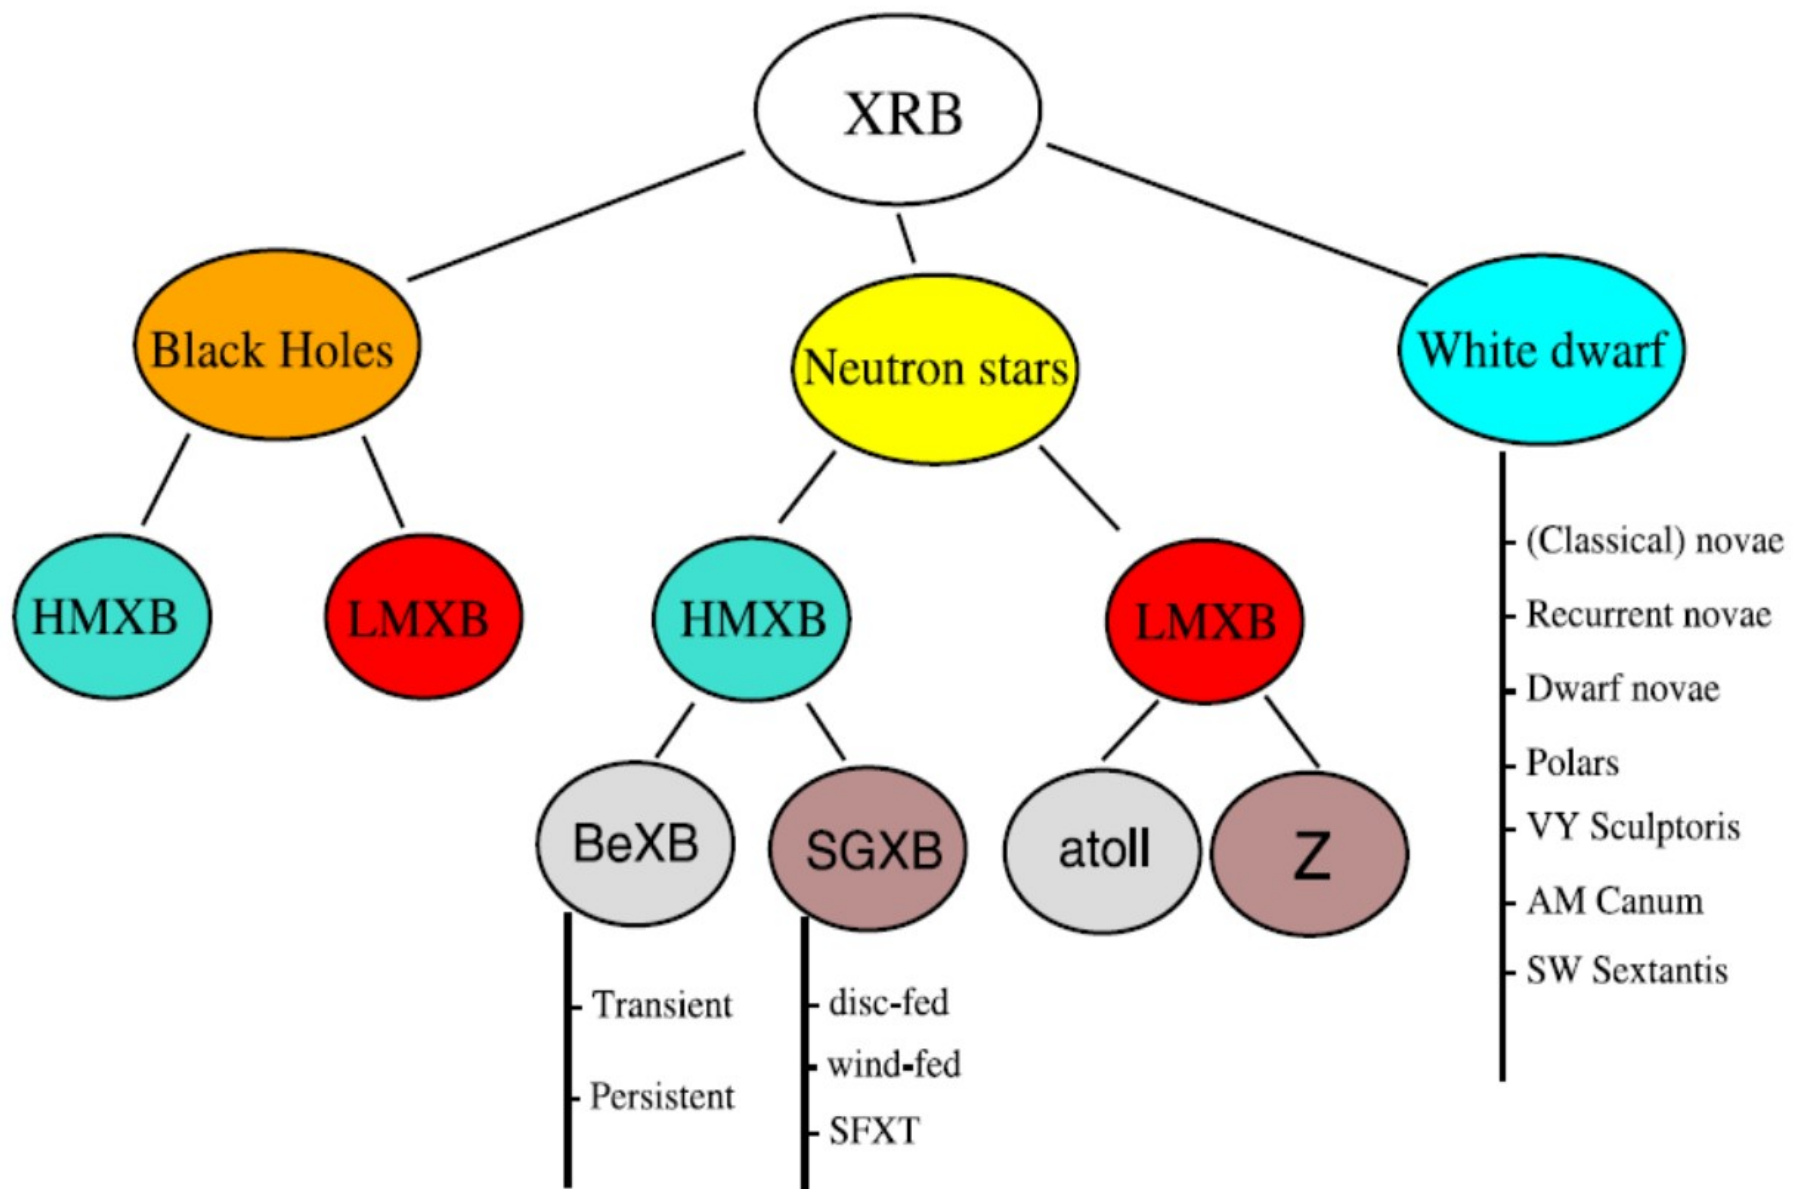 XRB
Black Holes
Neutron stars
White dwarf
HMXB
LMXB
HMXB
LMXB
BeXB
SGXB
atoll
Z
Transient
Persistent
disc-fed
wind-fed
SFXT
(Classical) novae
Recurrent novae
Dwarf novae
Polars
VY Sculptoris
AM Canum
SW Sextantis